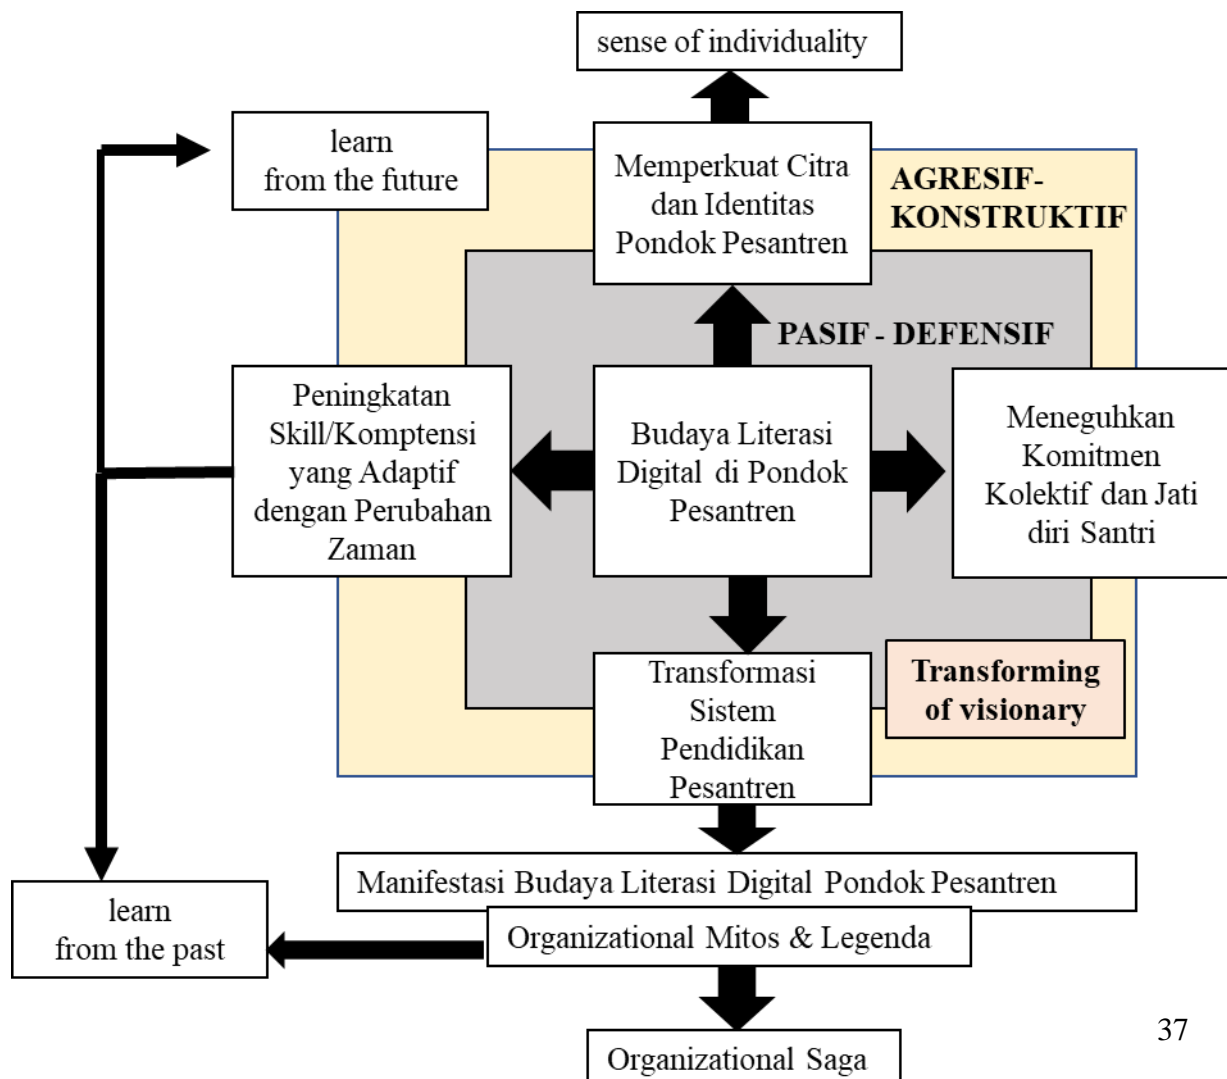 sense of individuality
learn
from the future
Memperkuat Citra
dan Identitas
Pondok Pesantren
AGRESIF-
KONSTRUKTIF
PASIF - DEFENSIF
Peningkatan
Skill/Komptensi
yang Adaptif
dengan Perubahan
Zaman
Budaya Literasi
Digital di Pondok
Pesantren
Meneguhkan
Komitmen
Kolektif dan Jati
diri Santri
Transformasi
Sistem
Pendidikan
Pesantren
Transforming
of visionary
Manifestasi Budaya Literasi Digital Pondok Pesantren
learn
from the past
Organizational Mitos & Legenda
Organizational Saga
37